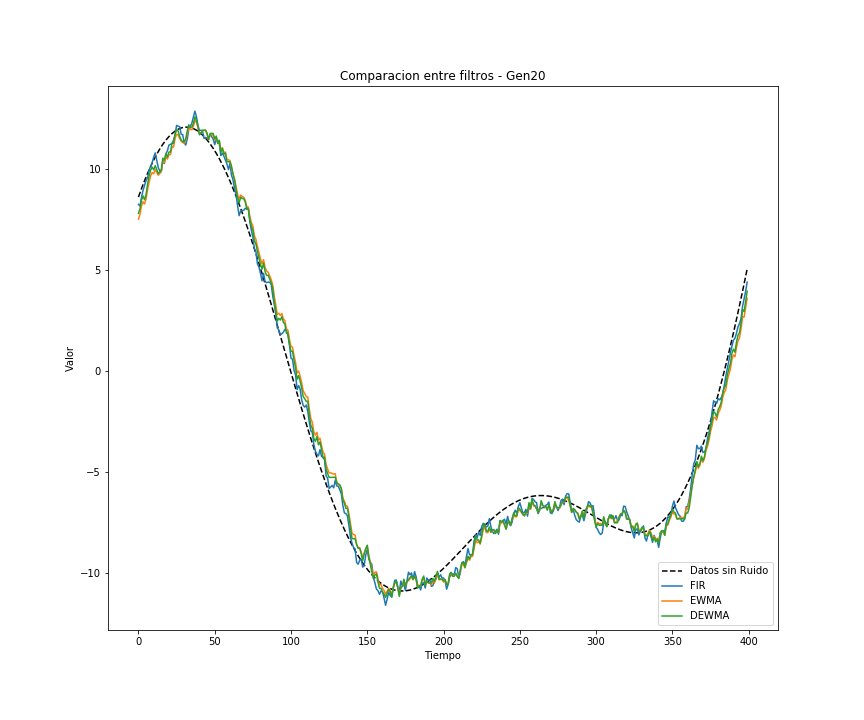 Comparacion entre filtros - Gen20
Valor
10
5
0
−5
−10
0
50
100
150
200
250
300
350
400
Tiempo
Datos sin Ruido
FIR
EWMA
DEWMA